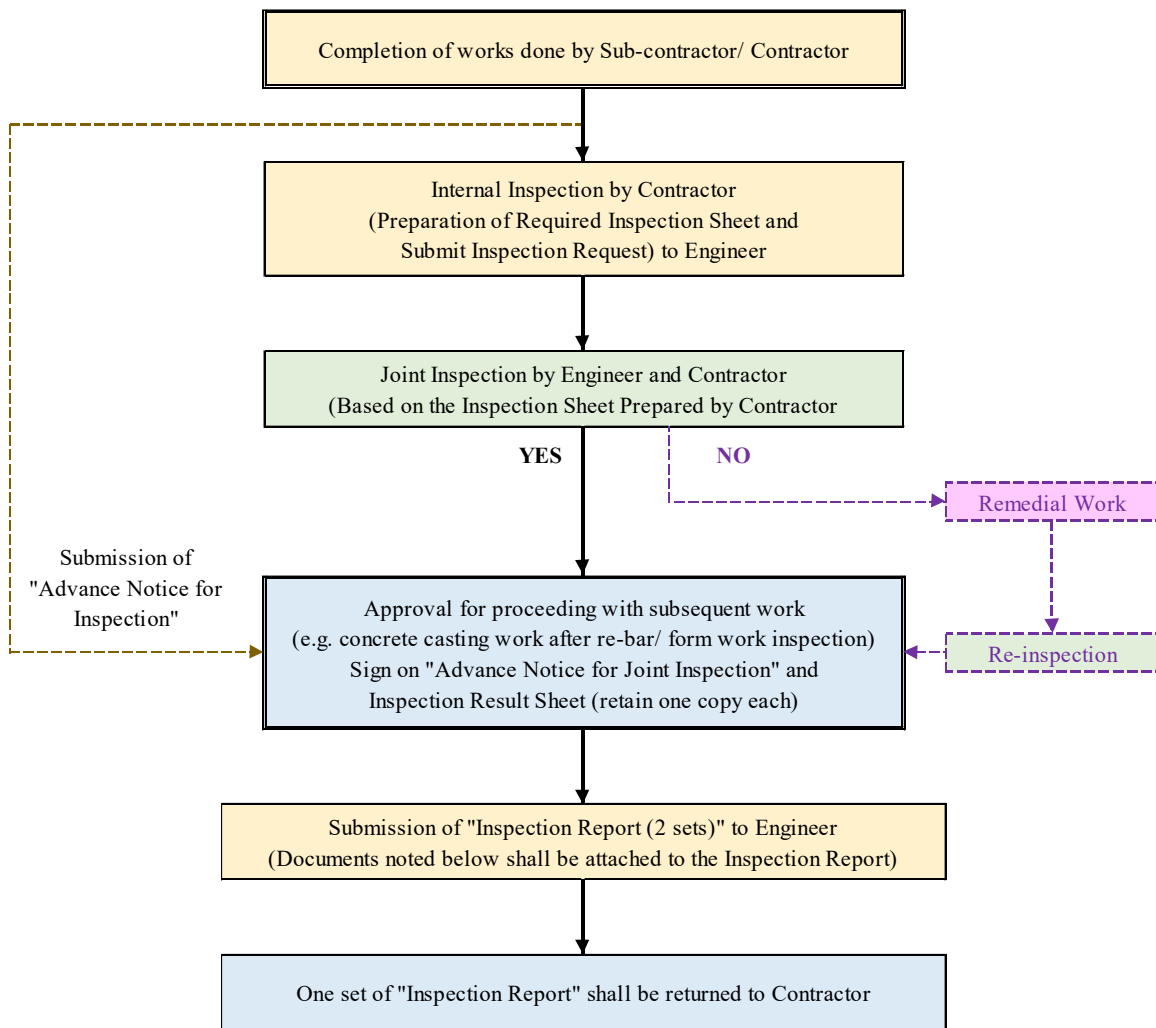 Completion of works done by Sub-contractor/ Contractor
Internal Inspection by Contractor
(Preparation of Required Inspection Sheet and
Submit Inspection Request) to Engineer
Joint Inspection by Engineer and Contractor
(Based on the Inspection Sheet Prepared by Contractor
YES
NO
Remedial Work
Submission of
"Advance Notice for
Inspection"
Approval for proceeding with subsequent work
(e.g. concrete casting work after re-bar/ form work inspection)
Sign on "Advance Notice for Joint Inspection" and
Inspection Result Sheet (retain one copy each)
Re-inspection
Submission of "Inspection Report (2 sets)" to Engineer
(Documents noted below shall be attached to the Inspection Report)
One set of "Inspection Report" shall be returned to Contractor